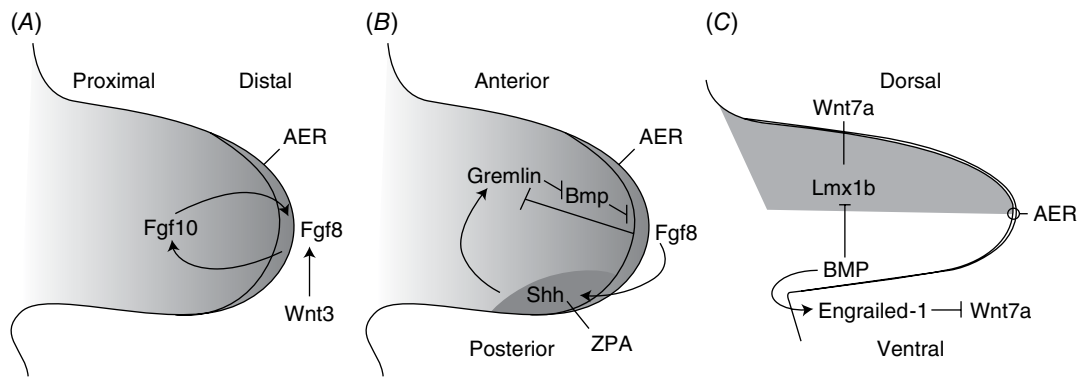 (A)
Proximal
Distal
AER
Fgf10
Fgf8
Wnt3
(B)
Anterior
AER
Gremlin
Bmp
Fgf8
Shh
ZPA
Posterior
(C)
Dorsal
Wnt7a
Lmx1b
AER
BMP
Engrailed-1
Wnt7a
Ventral